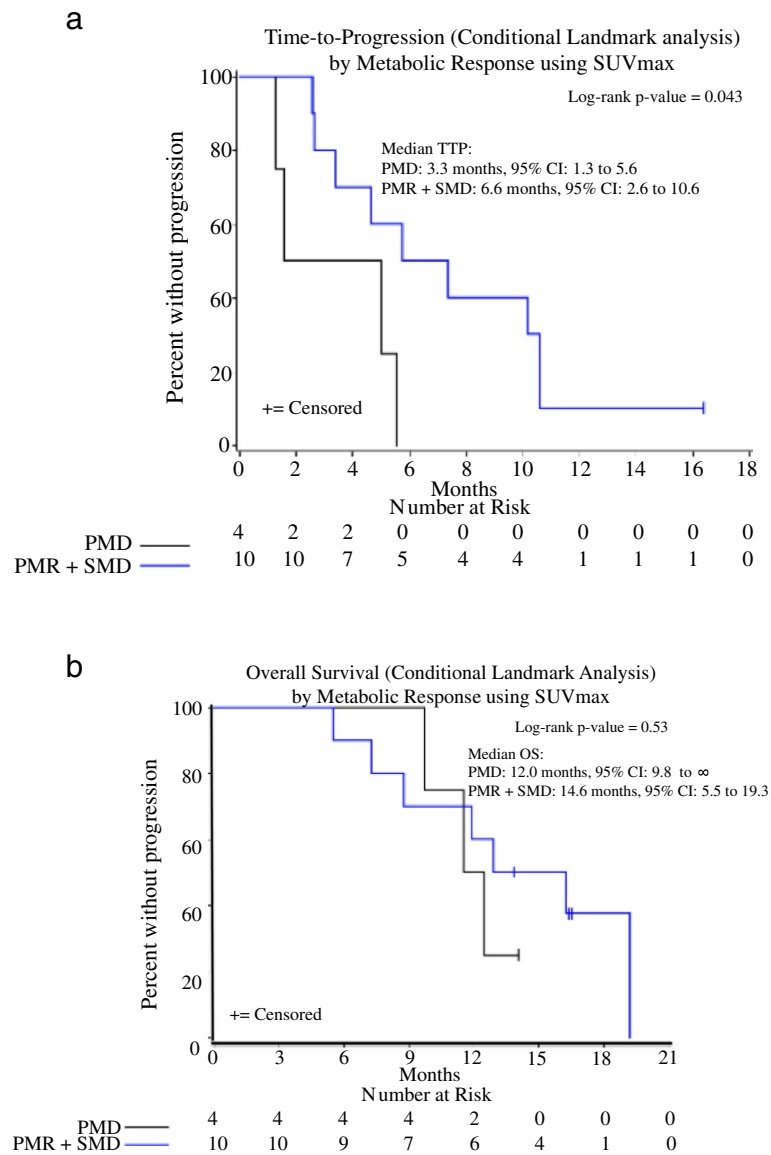 a
Time-to-Progression (Conditional Landmark analysis)
by Metabolic Response using SUVmax
Log-rank p-value = 0.043
Median TTP:
PMD: 3.3 months, 95% CI: 1.3 to 5.6
PMR + SMD: 6.6 months, 95% CI: 2.6 to 10.6
Percent without progression
100
80
60
60
20
0
+= Censored
0 2 4 6 8 10 12 14 16 18
Months
Number at Risk
PMD 4 2 2 0 0 0 0 0 0 0
PMR + SMD 10 10 7 5 4 4 1 1 1 0
b
Overall Survival (Conditional Landmark Analysis)
by Metabolic Response using SUVmax
Log-rank p-value = 0.53
Median OS:
PMD: 12.0 months, 95% CI: 9.8 to ∞
PMR + SMD: 14.6 months, 95% CI: 5.5 to 19.3
Percent without progression
100
80
60
60
20
0
+= Censored
0 3 6 9 12 15 18 21
Months
Number at Risk
PMD 4 4 4 4 2 0 0 0
PMR + SMD 10 10 9 7 6 4 1 0